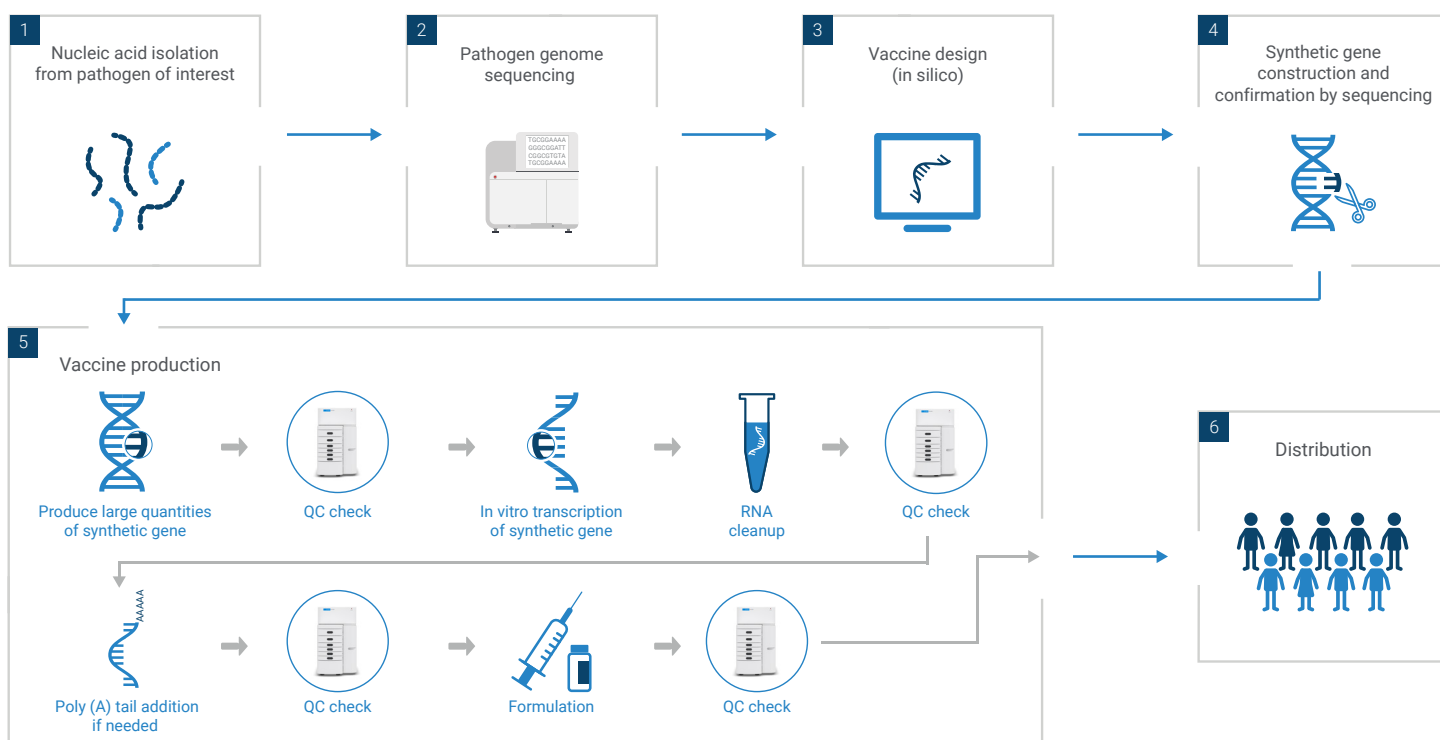 1
Nucleic acid isolation
from pathogen of interest
2
Pathogen genome
sequencing
TGCGGAAAA
GGGCGGATT
CGGCGTGTA
TGCGGAAAA
3
Vaccine design
(in silico)
4
Synthetic gene
construction and
confirmation by sequencing
5
Vaccine production
Produce large quantities
of synthetic gene
QC check
In vitro transcription
of synthetic gene
RNA
cleanup
QC check
AAAAA
Poly (A) tail addition
if needed
QC check
Formulation
QC check
6
Distribution